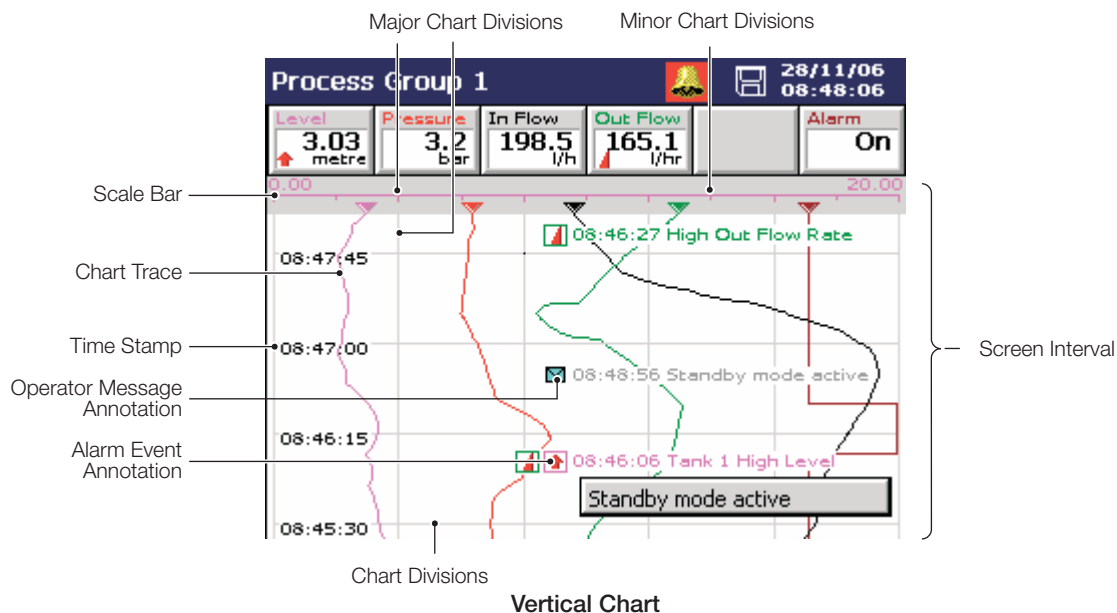 Major Chart Divisions
Minor Chart Divisions
Process Group 1
28/11/06
08:48:06
Level
3.03
metre
Pressure
3.2
bar
In Flow
198.5
l/h
Out Flow
165.1
l/hr
Alarm
On
Scale Bar
0.00
20.00
08:46:27 High Out Flow Rate
Chart Trace
08:47:45
Time Stamp
08:47:00
Screen Interval
Operator Message
Annotation
08:48:56 Standby mode active
Alarm Event
Annotation
08:46:15
08:46:06 Tank 1 High Level
Standby mode active
08:45:30
Chart Divisions
Vertical Chart